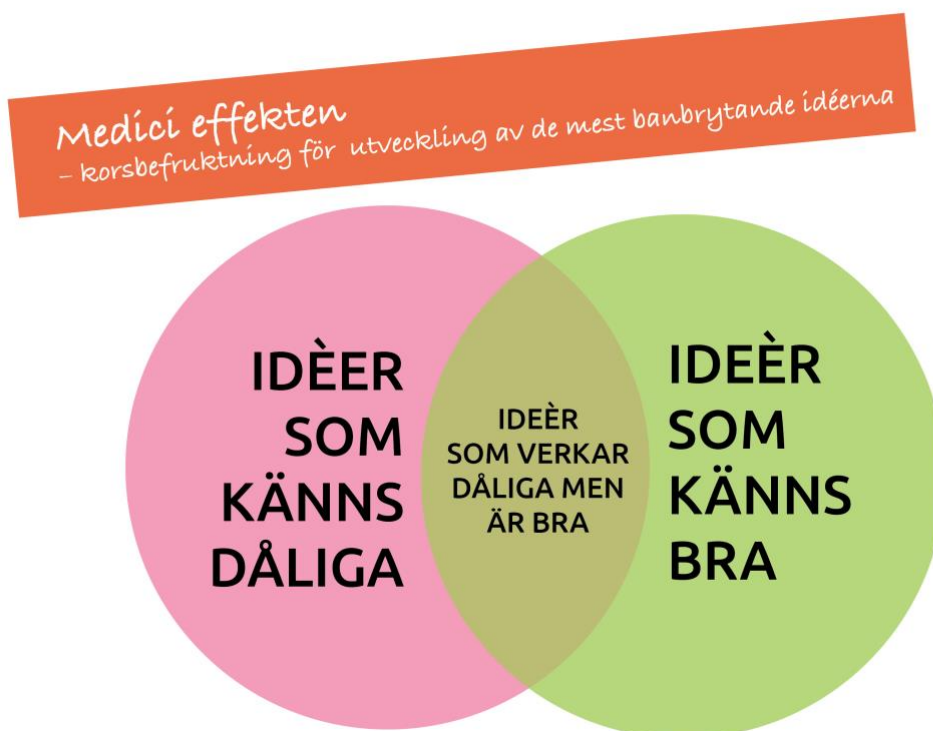 Medici effekten
– korsbefruktning för utveckling av de mest banbrytande idéerna
IDÈER
SOM
KÄNNS
DÅLIGA
IDEÈR
SOM VERKAR
DÅLIGA MEN
ÄR BRA
IDEÈR
SOM
KÄNNS
BRA